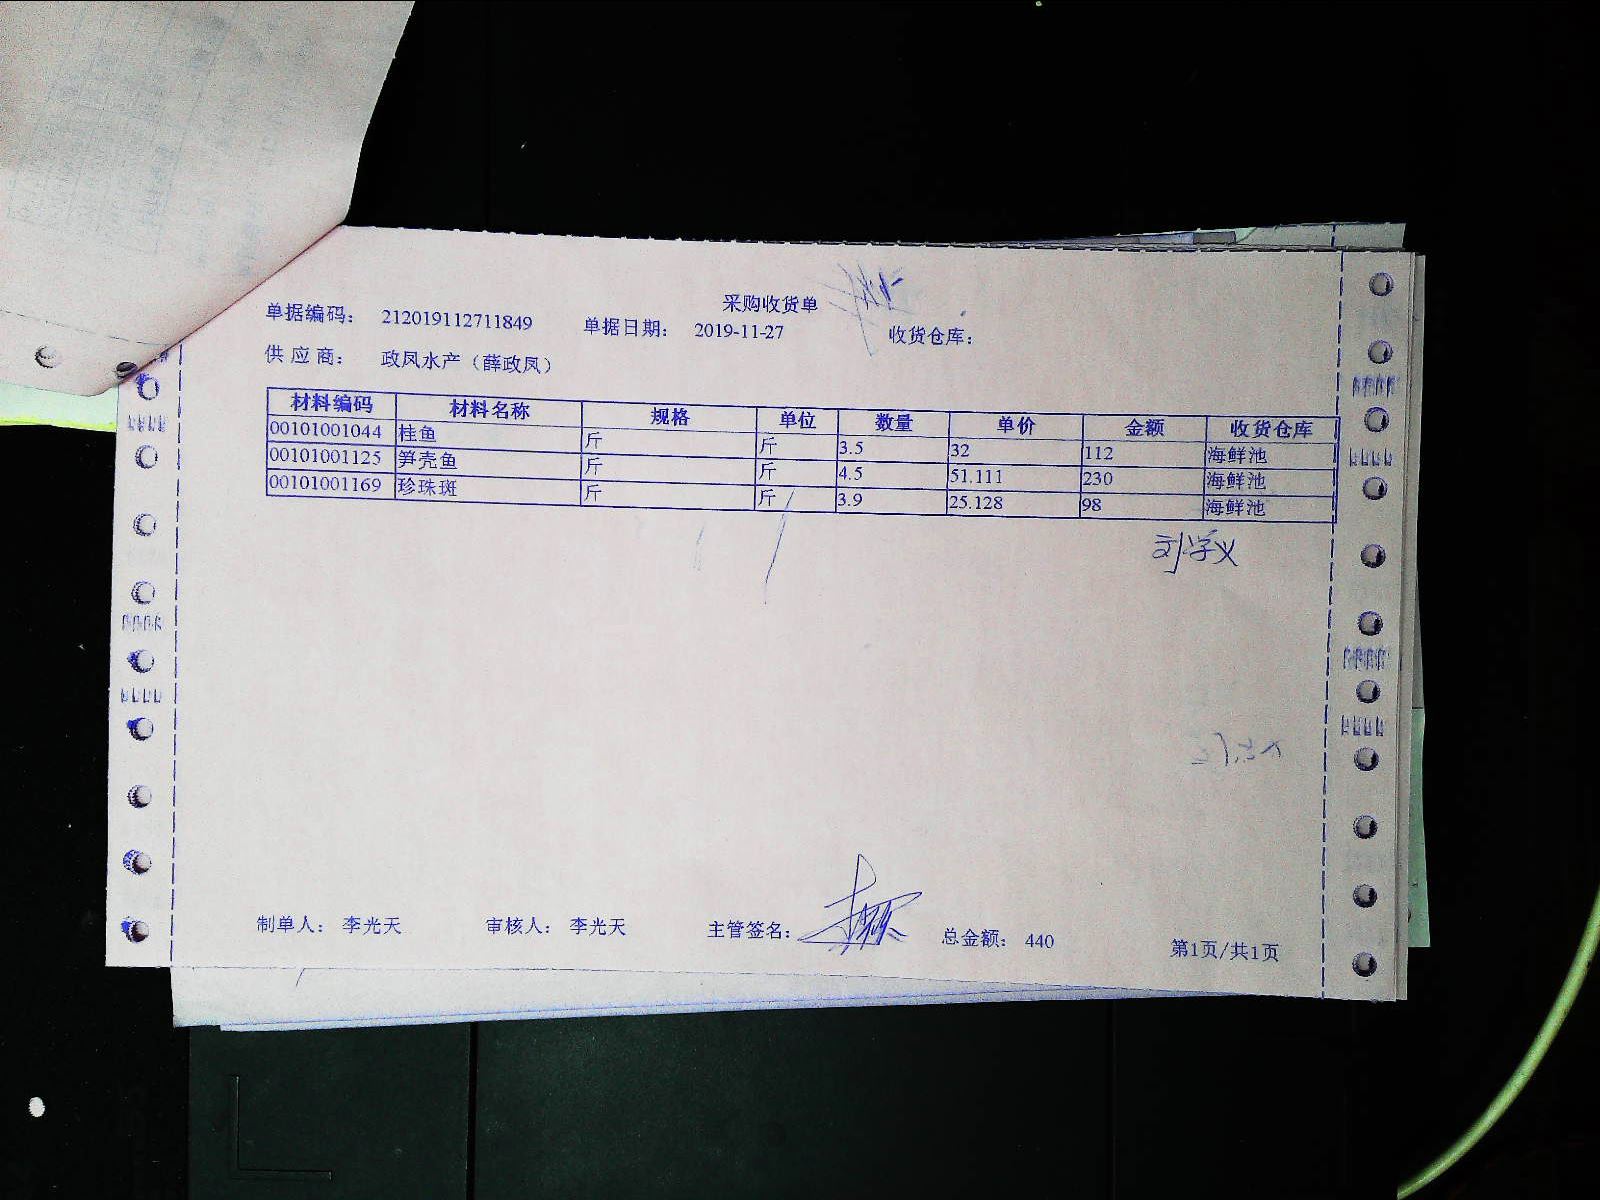 采购收货单
单据编码： 212019112711849 单据日期： 2019-11-27 收货仓库：
供应商： 政凤水产（薛政凤）
材料编码 材料名称 规格 单位 数量 单价 金额 收货仓库
00101001044 桂鱼 斤 斤 3.5 32 112 海鲜池
00101001125 笋壳鱼 斤 斤 4.5 51.111 230 海鲜池
00101001169 珍珠斑 斤 斤 3.9 25.128 98 海鲜池
刘学义
制单人： 李光天 审核人： 李光天 主管签名： 总金额： 440 第1页/共1页